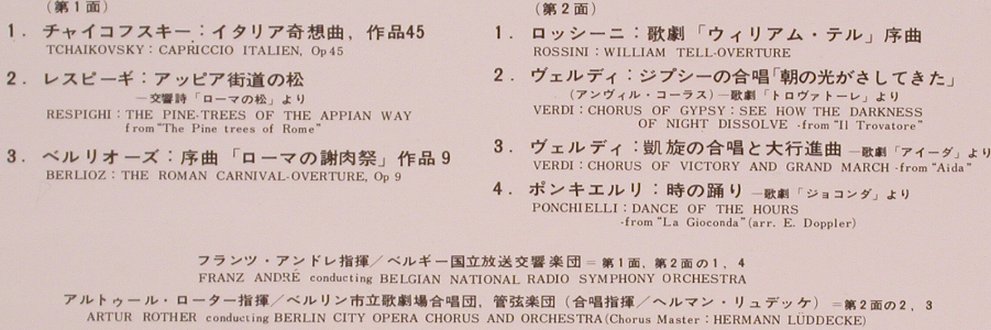 （第１面）
１．チャイコフスキー：イタリア奇想曲，作品45
TCHAIKOVSKY：CAPRICCIO ITALIEN, Op 45
２．レスピーギ：アッピア街道の松
—交響詩「ローマの松」より
RESPIGHI：THE PINE-TREES OF THE APPIAN WAY
from “The Pine trees of Rome”
３．ベルリオーズ：序曲「ローマの謝肉祭」作品９
BERLIOZ：THE ROMAN CARNIVAL-OVERTURE, Op 9
（第２面）
１．ロッシーニ：歌劇「ウィリアム・テル」序曲
ROSSINI：WILLIAM TELL-OVERTURE
２．ヴェルディ：ジプシーの合唱「朝の光がさしてきた」
（アンヴィル・コーラス）—歌劇「トロヴァトーレ」より
VERDI：CHORUS OF GYPSY：SEE HOW THE DARKNESS
OF NIGHT DISSOLVE -from “Il Trovatore”
３．ヴェルディ：凱旋の合唱と大行進曲 —歌劇「アイーダ」より
VERDI：CHORUS OF VICTORY AND GRAND MARCH -from “Aida”
４．ポンキエルリ：時の踊り —歌劇「ジョコンダ」より
PONCHIELLI：DANCE OF THE HOURS
-from “La Gioconda” (arr. E. Doppler)
フランツ・アンドレ指揮／ベルギー国立放送交響楽団＝第１面，第２面の１，４
FRANZ ANDRÉ conducting BELGIAN NATIONAL RADIO SYMPHONY ORCHESTRA
アルトゥール・ローター指揮／ベルリン市立歌劇場合唱団，管弦楽団（合唱指揮／ヘルマン・リュデッケ）＝第２面の２，３
ARTUR ROTHER conducting BERLIN CITY OPERA CHORUS AND ORCHESTRA (Chorus Master：HERMANN LÜDDECKE)